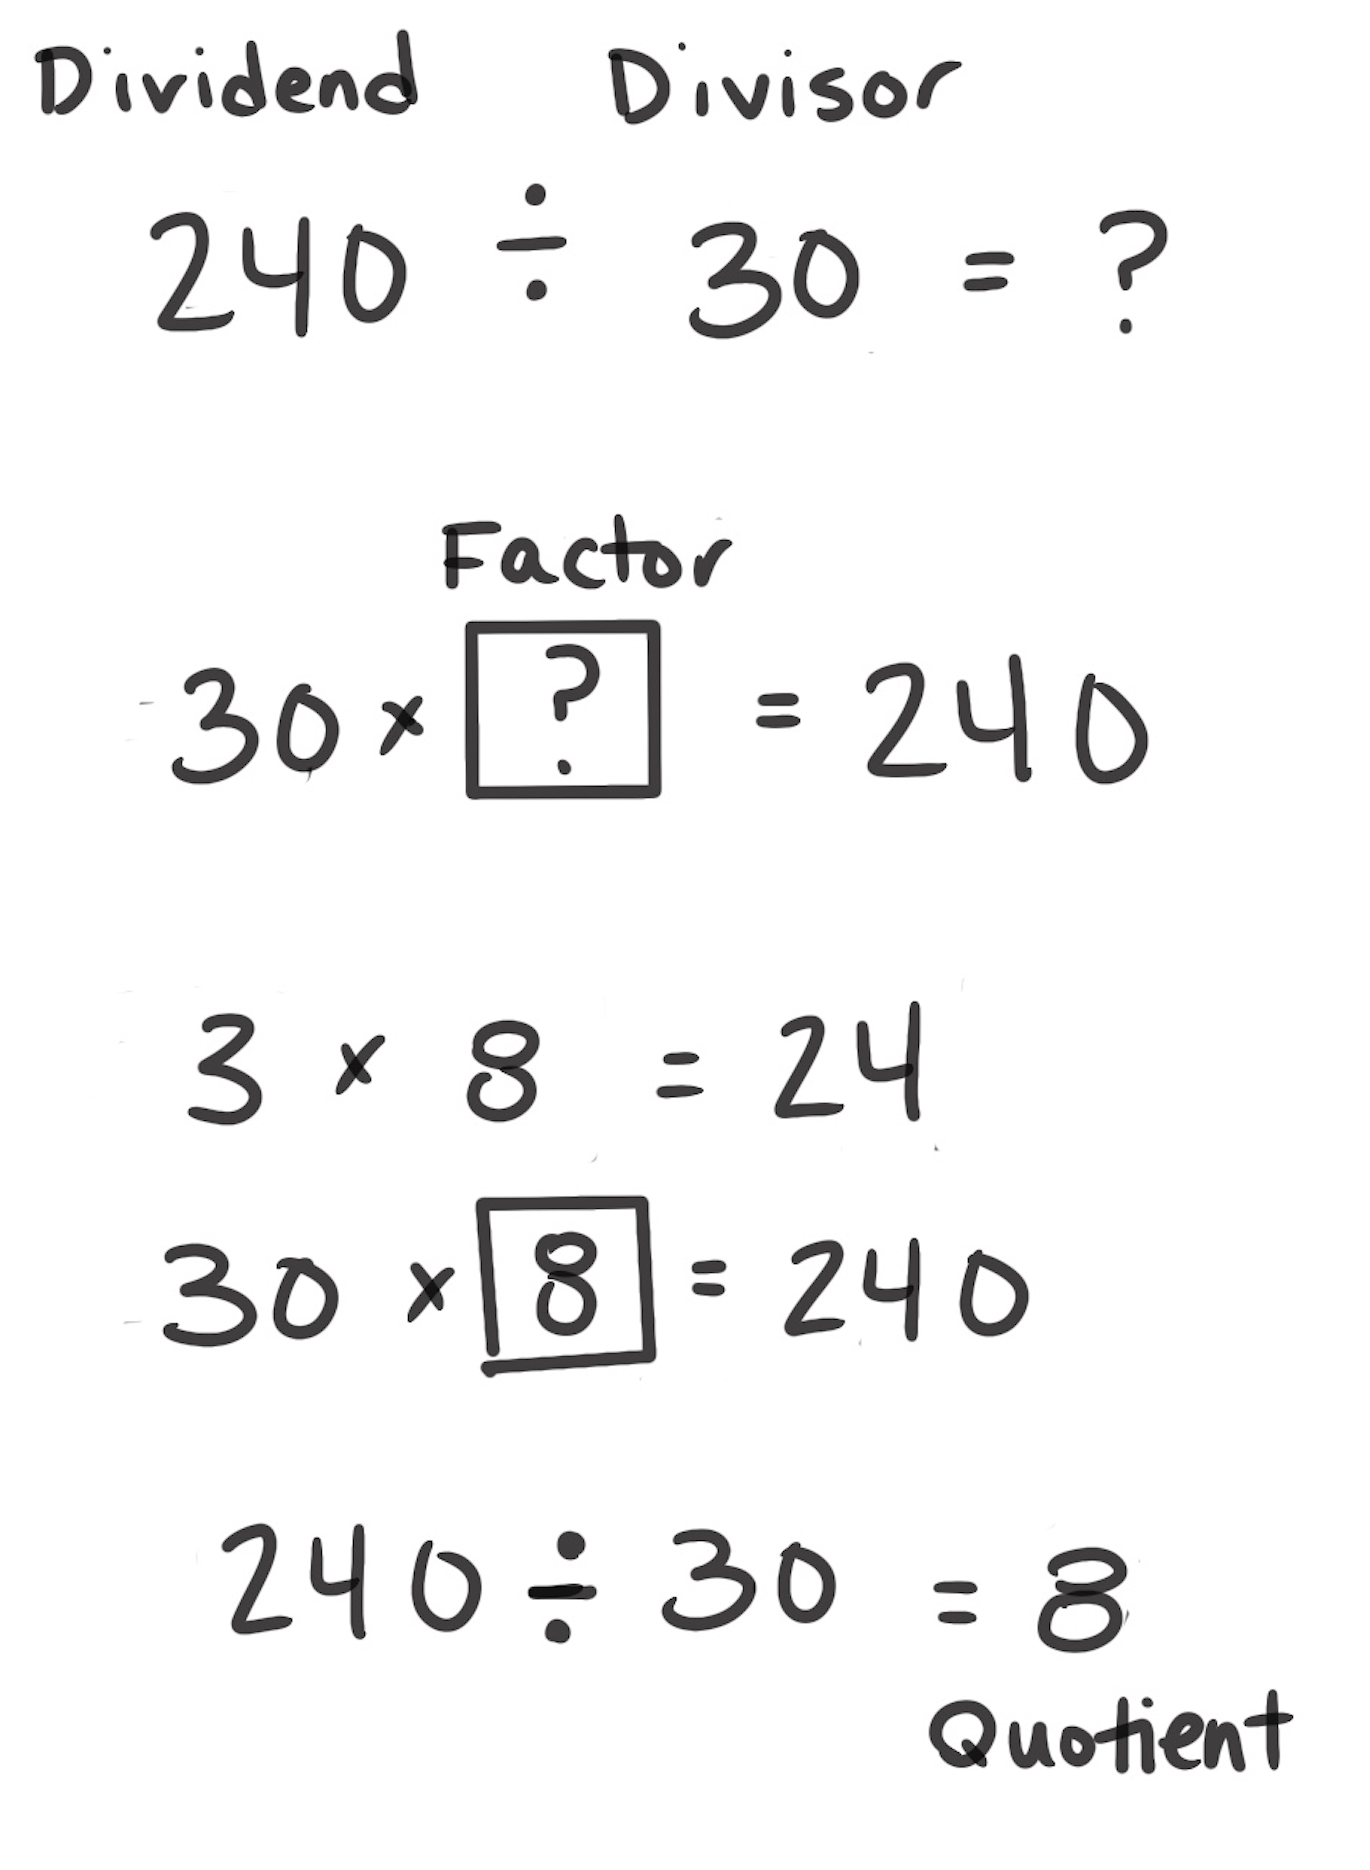 Dividend Divisor
240 ÷ 30 = ?
Factor
30 × ? = 240
3 × 8 = 24
30 × 8 = 240
240 ÷ 30 = 8
Quotient